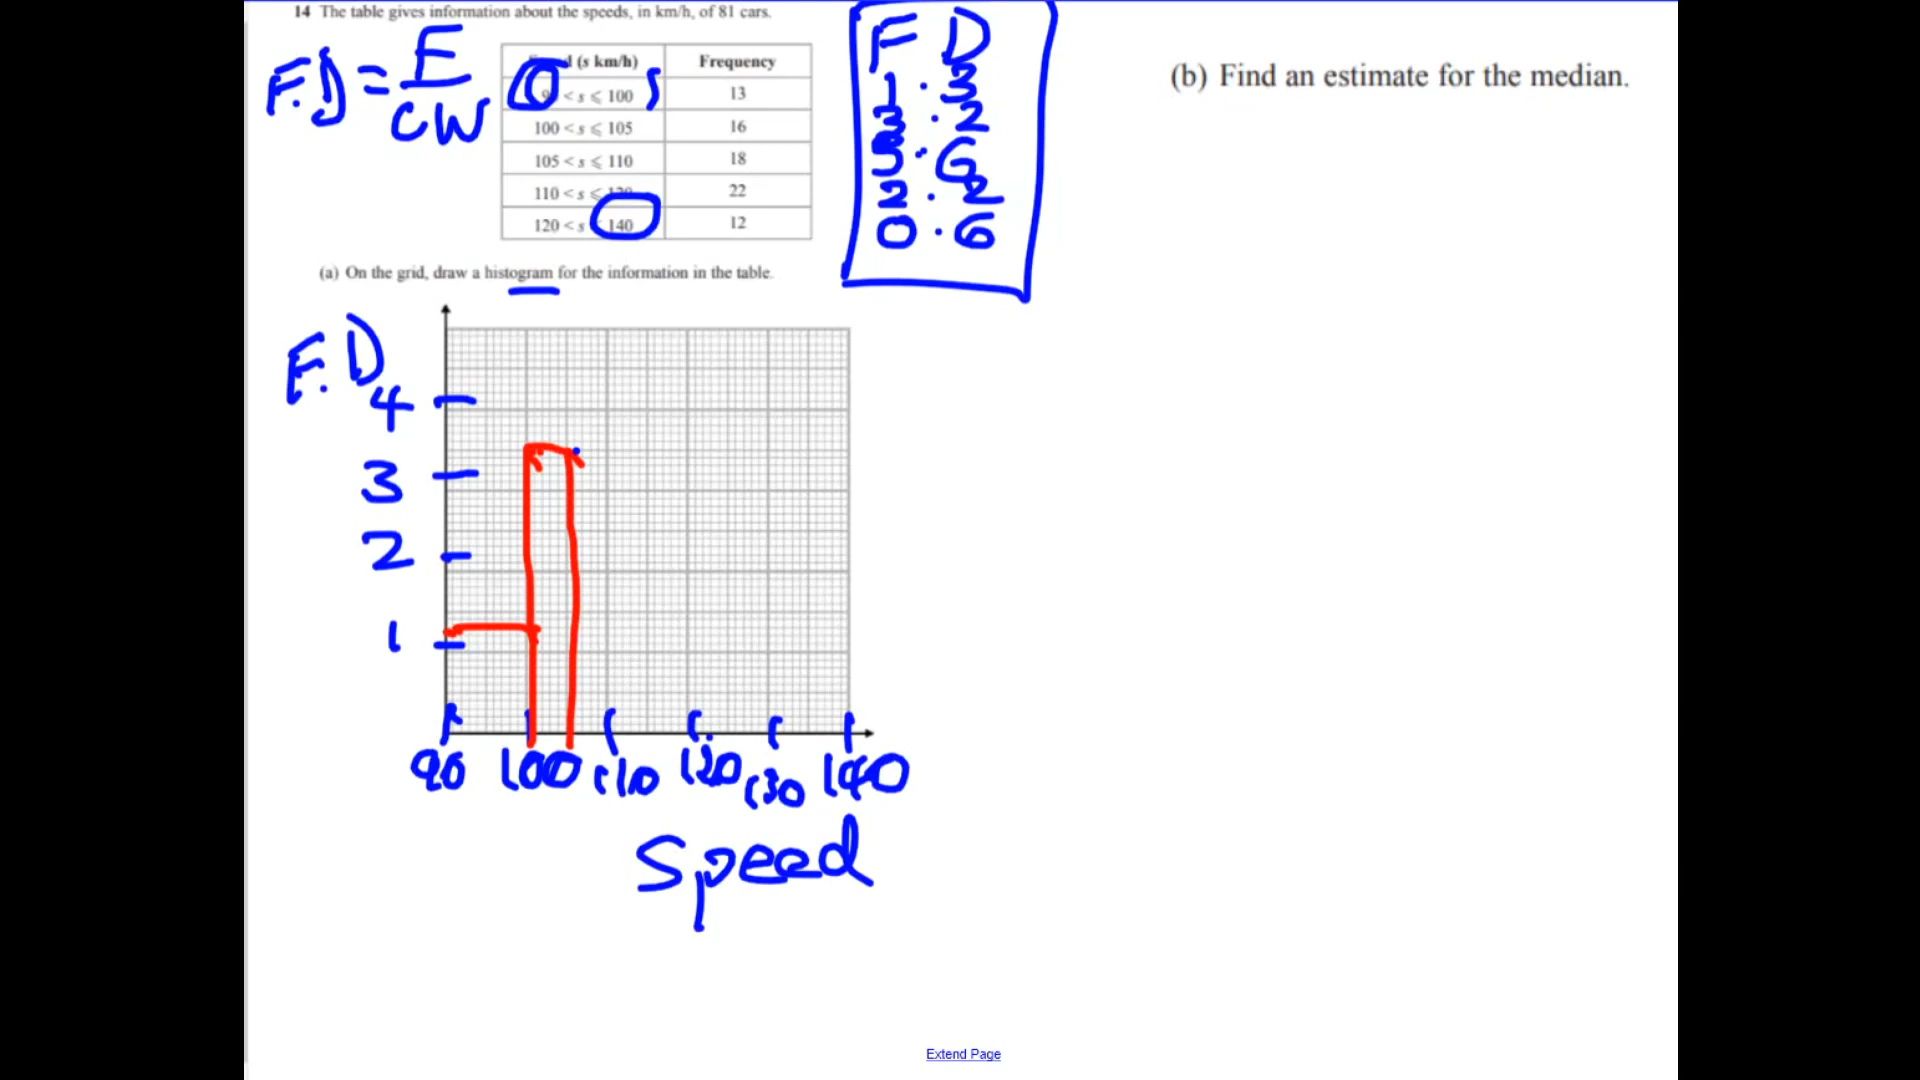 14 The table gives information about the speeds, in km/h, of 81 cars.
F.D = F
CW
(s km/h) Frequency
< s ⩽ 100 13
100 < s ⩽ 105 16
105 < s ⩽ 110 18
110 < s ⩽ 120 22
120 < s 140 12
F D
1.3
3.2
3.6
2.2
0.6
(b) Find an estimate for the median.
(a) On the grid, draw a histogram for the information in the table.
F.D
4
3
2
1
90 100 110 120 130 140
Speed
Extend Page